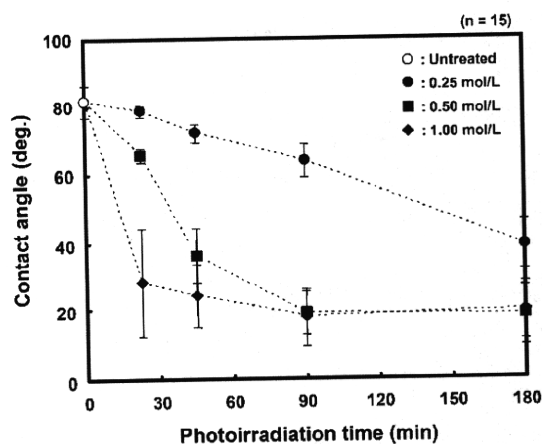 (n = 15)
100
80
60
40
20
0
Contact angle (deg.)
: Untreated
: 0.25 mol/L
: 0.50 mol/L
: 1.00 mol/L
0 30 60 90 120 150 180
Photoirradiation time (min)